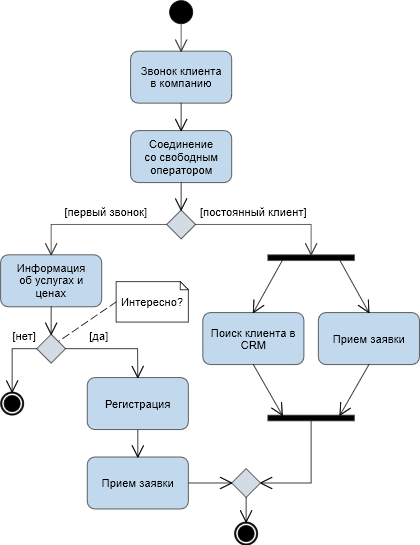 Звонок клиента
в компанию
Соединение
со свободным
оператором
[первый звонок]
[постоянный клиент]
Информация
об услугах и
ценах
Интересно?
[нет]
[да]
Поиск клиента в
CRM
Прием заявки
Регистрация
Прием заявки